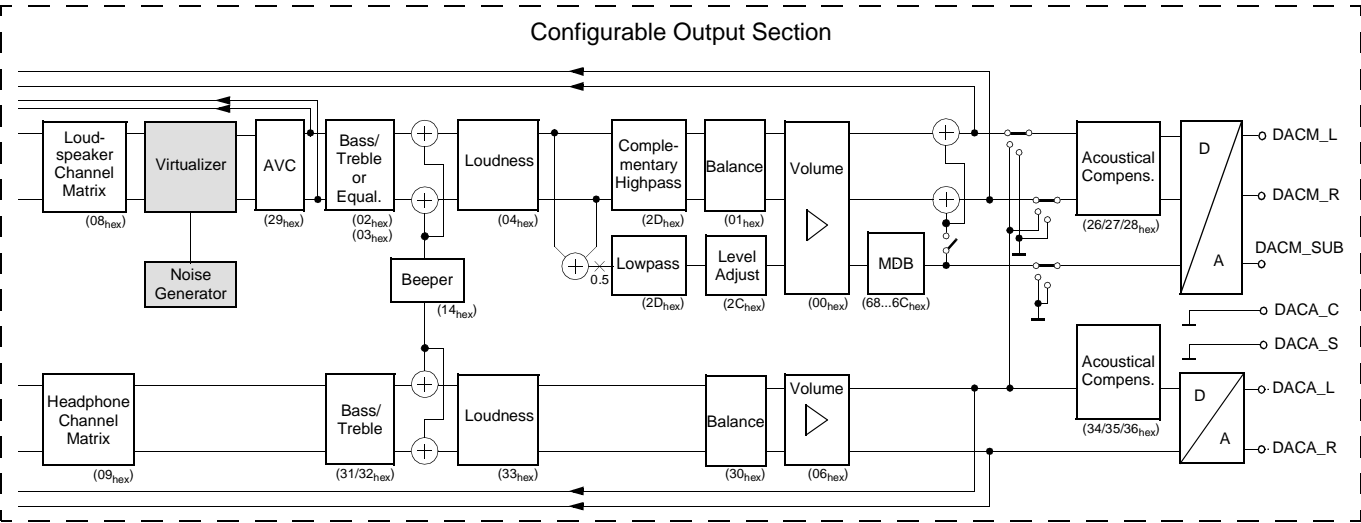 Configurable Output Section
Loud-
speaker
Channel
Matrix
(08hex)
Virtualizer
Noise
Generator
AVC
(29hex)
Bass/
Treble
or
Equal.
(02hex)
(03hex)
Beeper
(14hex)
Loudness
(04hex)
0.5
Comple-
mentary
Highpass
(2Dhex)
Lowpass
(2Dhex)
Balance
(01hex)
Level
Adjust
(2Chex)
Volume
(00hex)
MDB
(68...6Chex)
Acoustical
Compens.
(26/27/28hex)
D
A
DACM_L
DACM_R
DACM_SUB
DACA_C
DACA_S
Headphone
Channel
Matrix
(09hex)
Bass/
Treble
(31/32hex)
Loudness
(33hex)
Balance
(30hex)
Volume
(06hex)
Acoustical
Compens.
(34/35/36hex)
D
A
DACA_L
DACA_R